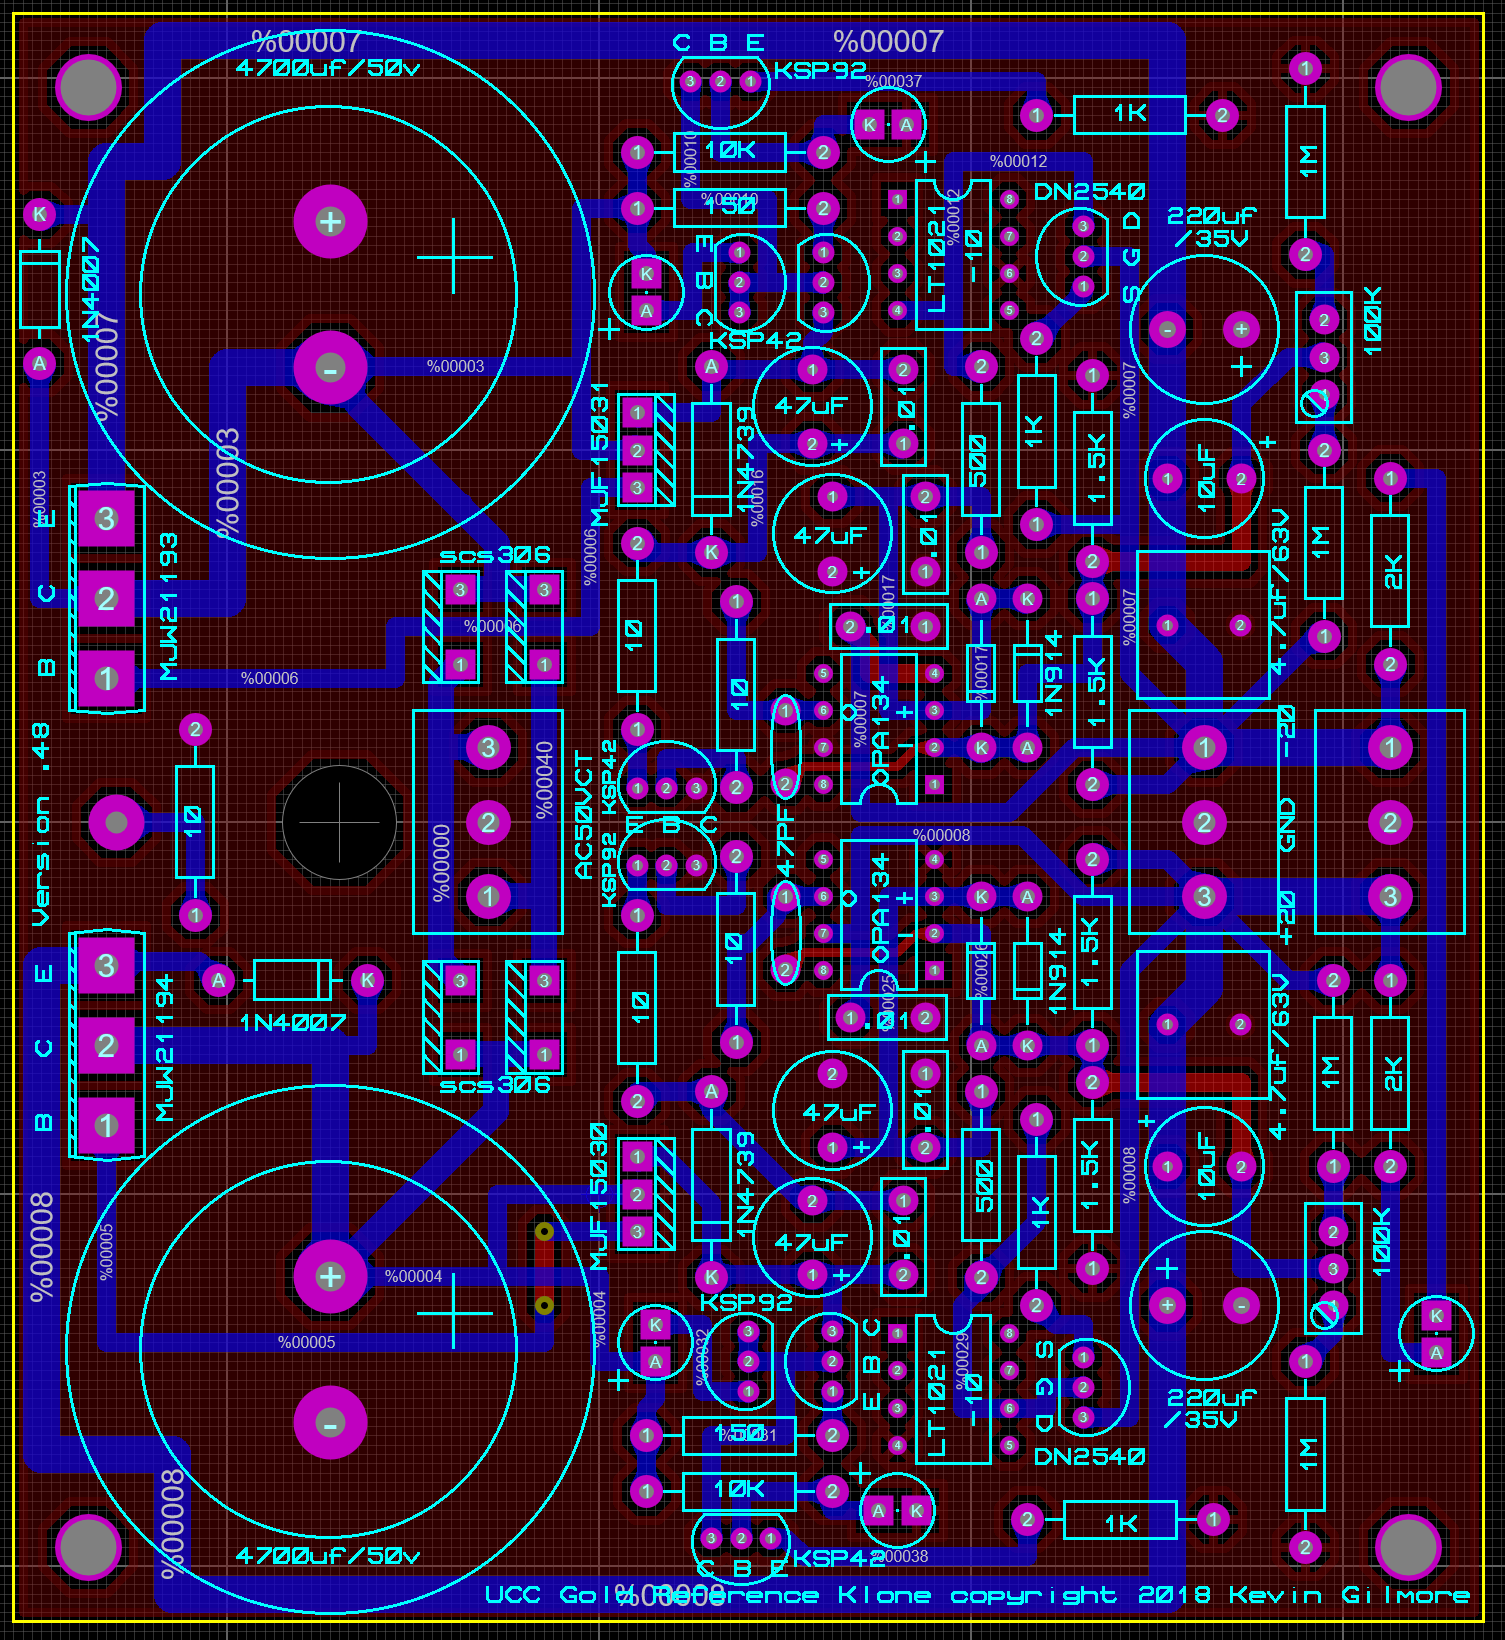 %00007
%00007
4700uf/50v
C B E
KSP92
%00037
1K
10K
%00010
1M
%00012
150
%00010
LT1021
-10
%00012
DN2540
D
G
S
220uf
/35V
1N4007
%00007
E
B
C
KSP42
100K
%00003
%00003
%00003
MJF15031
1N4739
%00016
47uF
.01
500
1K
1.5K
%00007
10uF
E
C
B
MJW21193
scs306
%00006
%00006
%00006
47uF
.01
%00017
.01
%00017
1N914
1.5K
%00007
4.7uf/63V
1M
2K
10
10
OPA134
%00007
-20
GND
+20
Version .48
10
AC50VCT
%00040
%00000
KSP42
E B C
KSP92
47PF
%00008
OPA134
10
10
%00026
1N914
1.5K
E
C
B
MJW21194
1N4007
scs306
.01
%00025
4.7uf/63V
1M
2K
47uF
.01
%00008
%00005
MJF15030
1N4739
500
1K
1.5K
%00008
10uF
47uF
.01
100K
%00004
%00004
%00005
KSP92
%00032
C
B
E
LT1021
-10
%00029
S
G
D
DN2540
220uf
/35V
150
%00031
10K
1M
1K
%00008
4700uf/50v
C B E
KSP42
%00038
UCC Gold Reference Klone copyright 2018 Kevin Gilmore
%00008